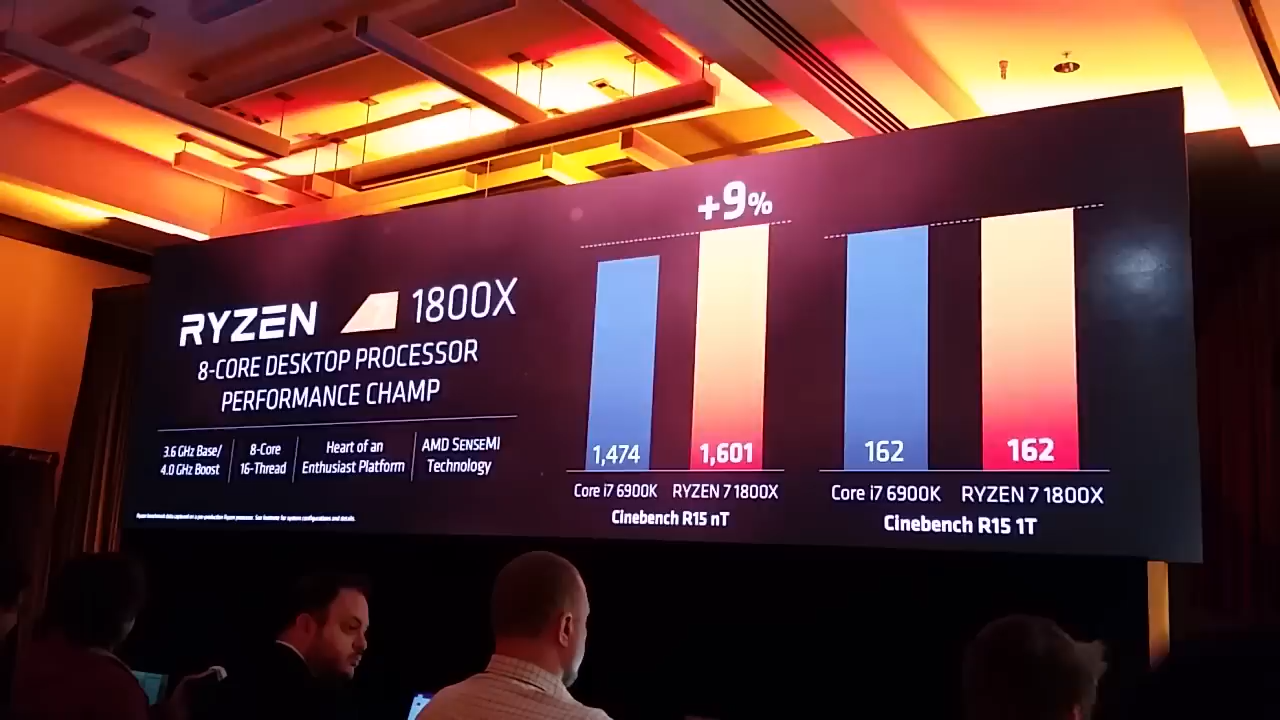 RYZEN 1800X
8-CORE DESKTOP PROCESSOR
PERFORMANCE CHAMP
3.6 GHz Base/
4.0 GHz Boost
8-Core
16-Thread
Heart of an
Enthusiast Platform
AMD SENSEMI
Technology
+9%
1,474
1,601
Core i7 6900K
RYZEN 7 1800X
Cinebench R15 nT
162
162
Core i7 6900K
RYZEN 7 1800X
Cinebench R15 1T